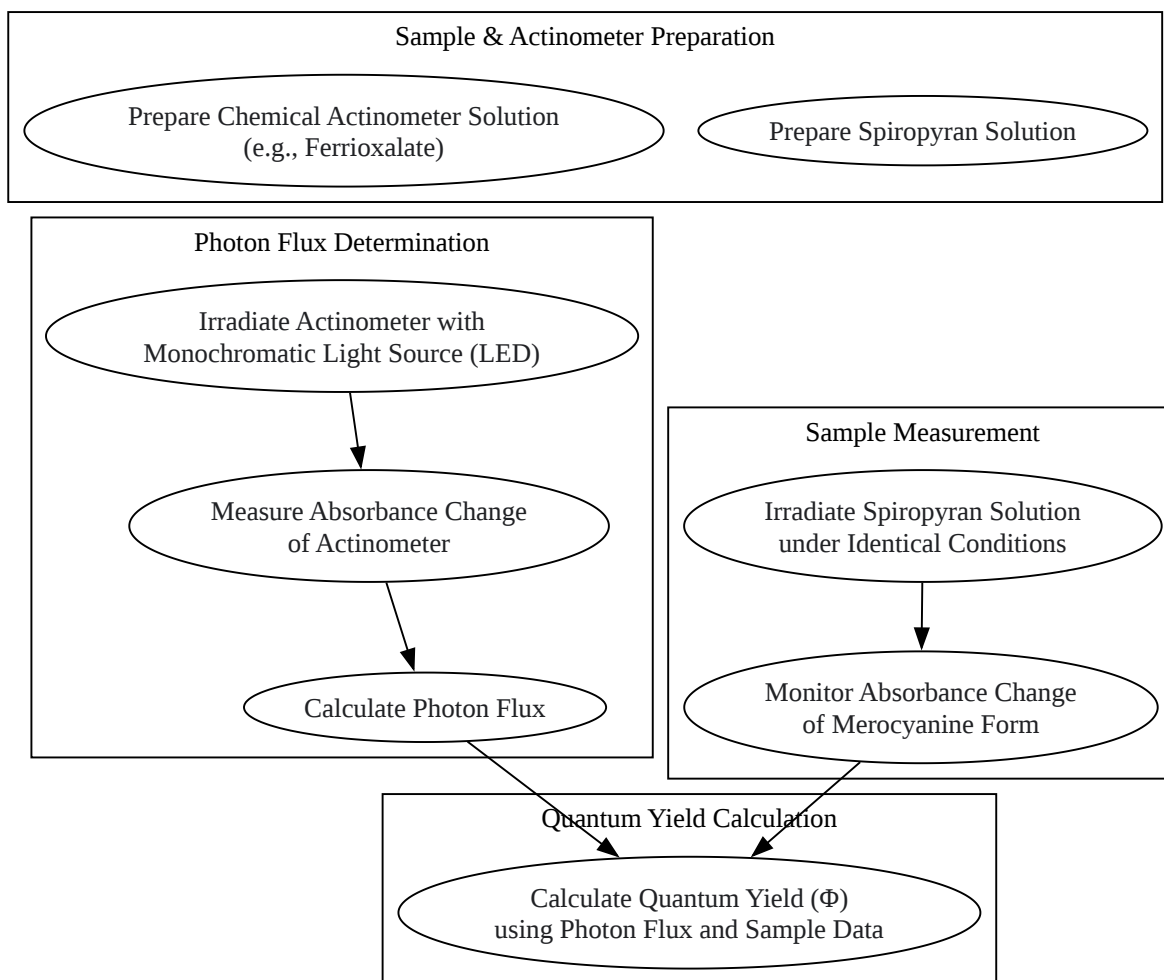 Sample & Actinometer Preparation
Prepare Chemical Actinometer Solution
(e.g., Ferrioxalate)
Prepare Spiropyran Solution
Photon Flux Determination
Irradiate Actinometer with
Monochromatic Light Source (LED)
Measure Absorbance Change
of Actinometer
Calculate Photon Flux
Sample Measurement
Irradiate Spiropyran Solution
under Identical Conditions
Monitor Absorbance Change
of Merocyanine Form
Quantum Yield Calculation
Calculate Quantum Yield (Φ)
using Photon Flux and Sample Data